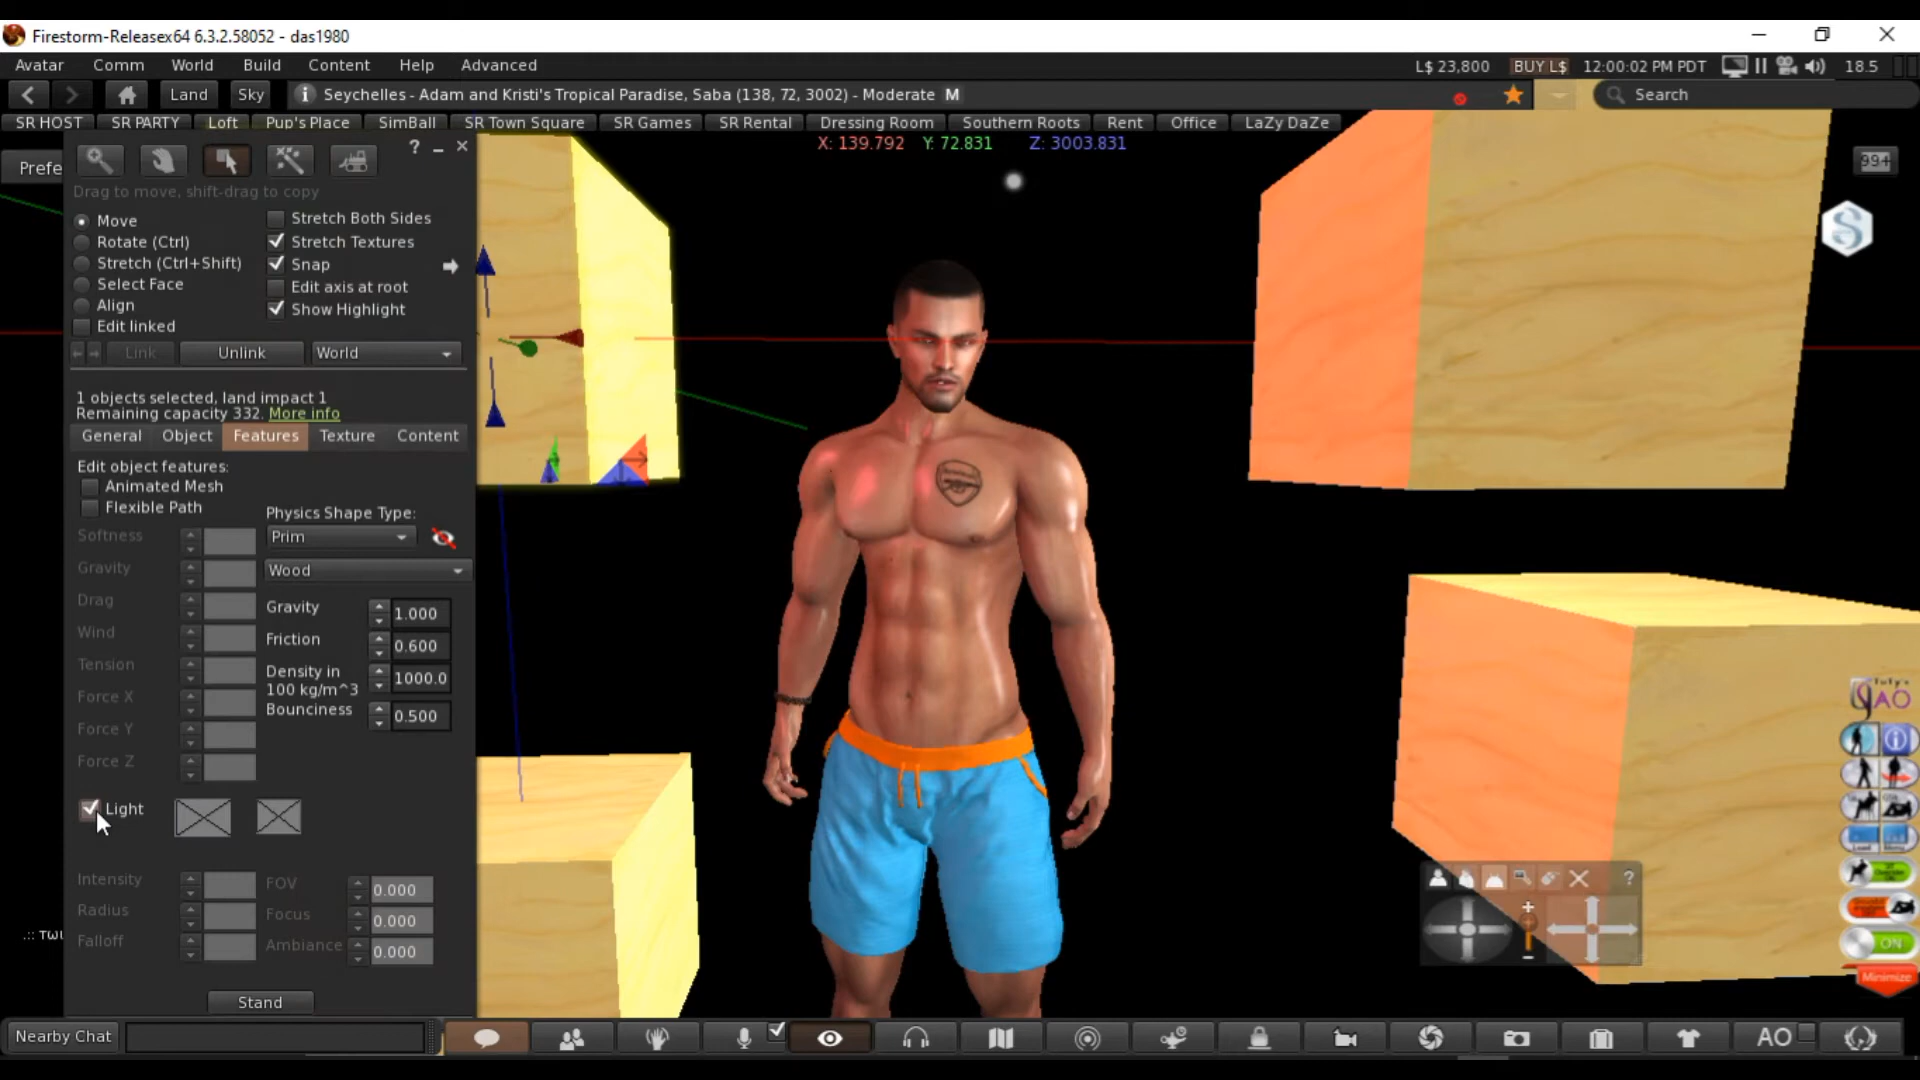 Firestorm-Releasex64 6.3.2.58052 - das1980
Avatar Comm World Build Content Help Advanced L$ 23,800 BUY L$ 12:00:02 PM PDT 18.5
Land Sky Seychelles - Adam and Kristi's Tropical Paradise, Saba (138, 72, 3002) - Moderate M Search
SR HOST SR PARTY Loft Pup's Place SimBall SR Town Square SR Games SR Rental Dressing Room Southern Roots Rent Office LaZy DaZe
X: 139.792 Y: 72.831 Z: 3003.831
? 99+
Prefe
Drag to move, shift-drag to copy
Move Stretch Both Sides
Rotate (Ctrl) Stretch Textures
Stretch (Ctrl+Shift) Snap
Select Face Edit axis at root
Align Show Highlight
Edit linked
Link Unlink World
1 objects selected, land impact 1
Remaining capacity 332. More info
General Object Features Texture Content
Edit object features:
Animated Mesh
Flexible Path
Physics Shape Type:
Softness Prim
Gravity Wood
Drag Gravity 1.000
Wind Friction 0.600
Tension Density in 100 kg/m^3 1000.0
Force X Bounciness 0.500
Force Y
Force Z
Light
Intensity FOV 0.000
Radius Focus 0.000
Falloff Ambiance 0.000
Stand
AO
ON
Minimize
?
Nearby Chat AO